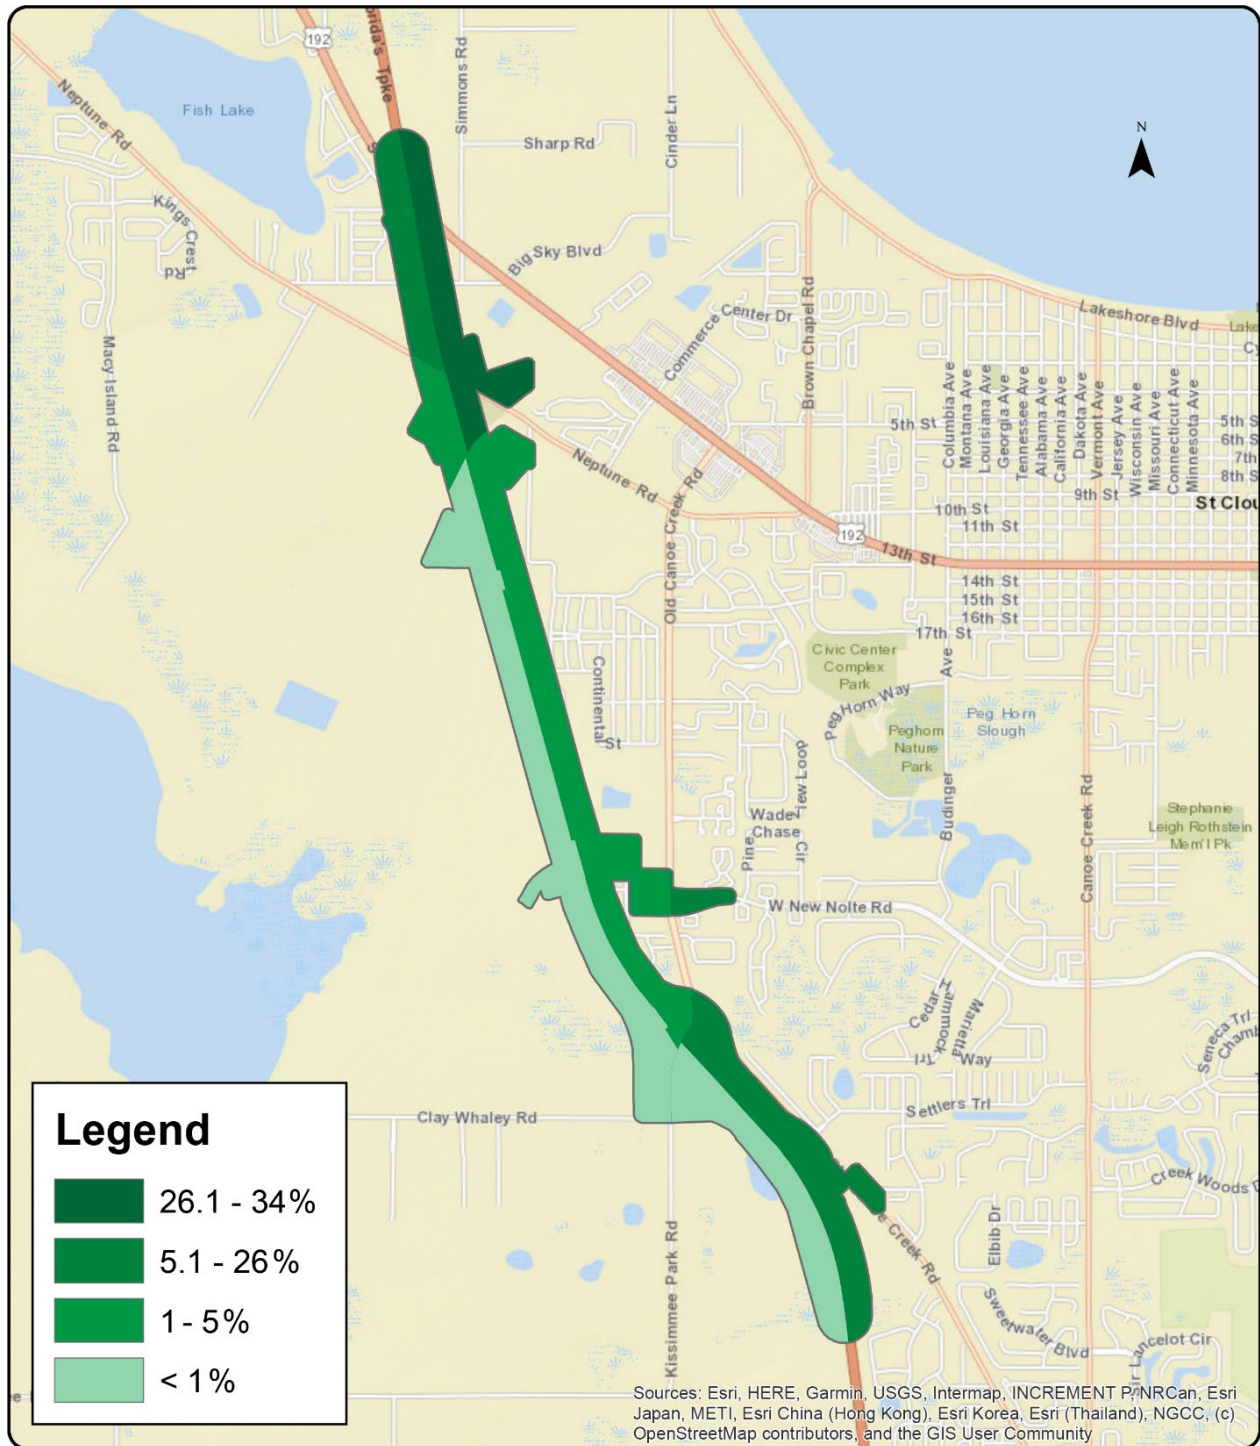 192
Florida's Tpke
Simmons Rd
Cinder Ln
Neptune Rd
Fish Lake
Sharp Rd
N
Kings Crest
Rd
Big Sky Blvd
Macy Island Rd
Commerce
Center Dr
Brown Chapel Rd
Lakeshore Blvd
Lake
Columbia Ave
Montana Ave
Louisiana Ave
Georgia Ave
Tennessee Ave
Alabama Ave
California Ave
Dakota Ave
Vermont Ave
Jersey Ave
Wisconsin Ave
Missouri Ave
Connecticut Ave
Minnesota Ave
5th St
5th S
6th S
7th
8th S
Neptune Rd
Old Canoe Creek Rd
9th St
10th St
11th St
St Clou
192
13th St
14th St
15th St
16th St
17th St
Continental
St
Civic Center
Complex
Park
Ave
Peg Horn Way
Peg Horn
Slough
Peghorn
Nature
Park
Budinger
Canoe Creek Rd
Wade
Chase
View Loop
Cir
Pine
Stephanie
Leigh Rothstein
Mem'l Pk
W New Nolte Rd
Cedar
Hammock
Trl
Marietta
Way
Seneca Trl
Settlers Trl
Clay Whaley Rd
Creek Woods D
Elbib Dr
e Creek Rd
Kissimmee Park Rd
Sweetwater Blvd
Sir Lancelot Cir
Legend
26.1 - 34%
5.1 - 26%
1 - 5%
< 1%
Sources: Esri, HERE, Garmin, USGS, Intermap, INCREMENT P, NRCan, Esri
Japan, METI, Esri China (Hong Kong), Esri Korea, Esri (Thailand), NGCC, (c)
OpenStreetMap contributors, and the GIS User Community